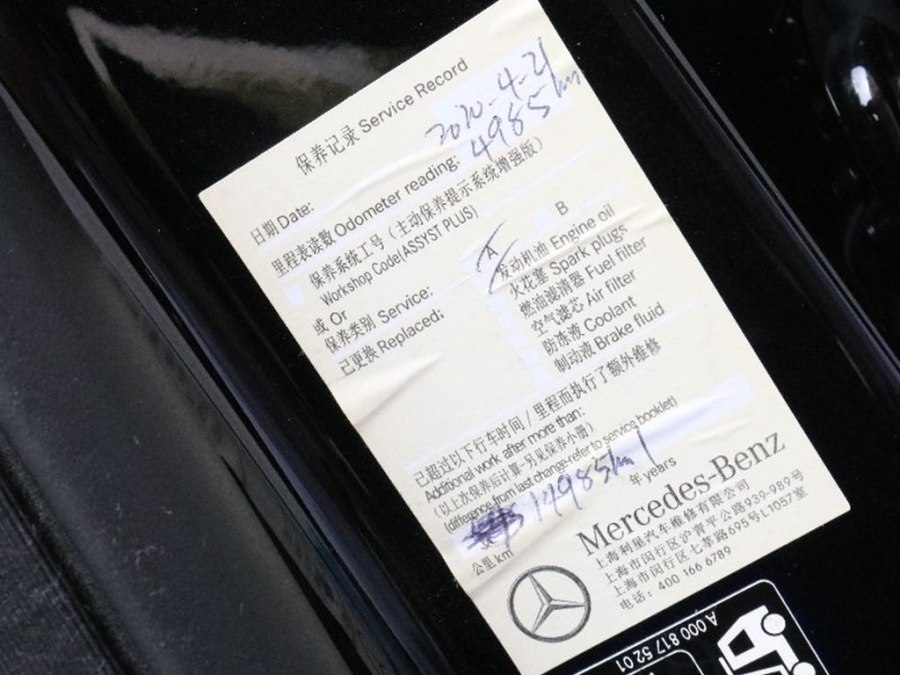 保养记录 Service Record
日期 Date: 2020-4-21
里程表读数 Odometer reading: 4985km
保养系统工号（主动保养提示系统增强版）
Workshop Code(ASSYST PLUS)
或 Or
保养类别 Service: A B
已更换 Replaced: 发动机油 Engine oil
火花塞 Spark plugs
燃油滤清器 Fuel filter
空气滤芯 Air filter
防冻液 Coolant
制动液 Brake fluid
已超过以下行车时间/里程而执行了额外维修
Additional work after more than:
(以上次保养后计算-另见保养小册)
(difference from last change-refer to service booklet)
14985km 1
公里 km 年 years
Mercedes-Benz
上海利星汽车维修有限公司
上海市闵行区沪青平公路939-989号
上海市闵行区七莘路695号L1057室
电话：400 166 6789
A 000 817 52 01